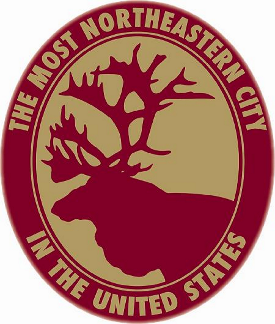 THE MOST NORTHEASTERN CITY
IN THE UNITED STATES